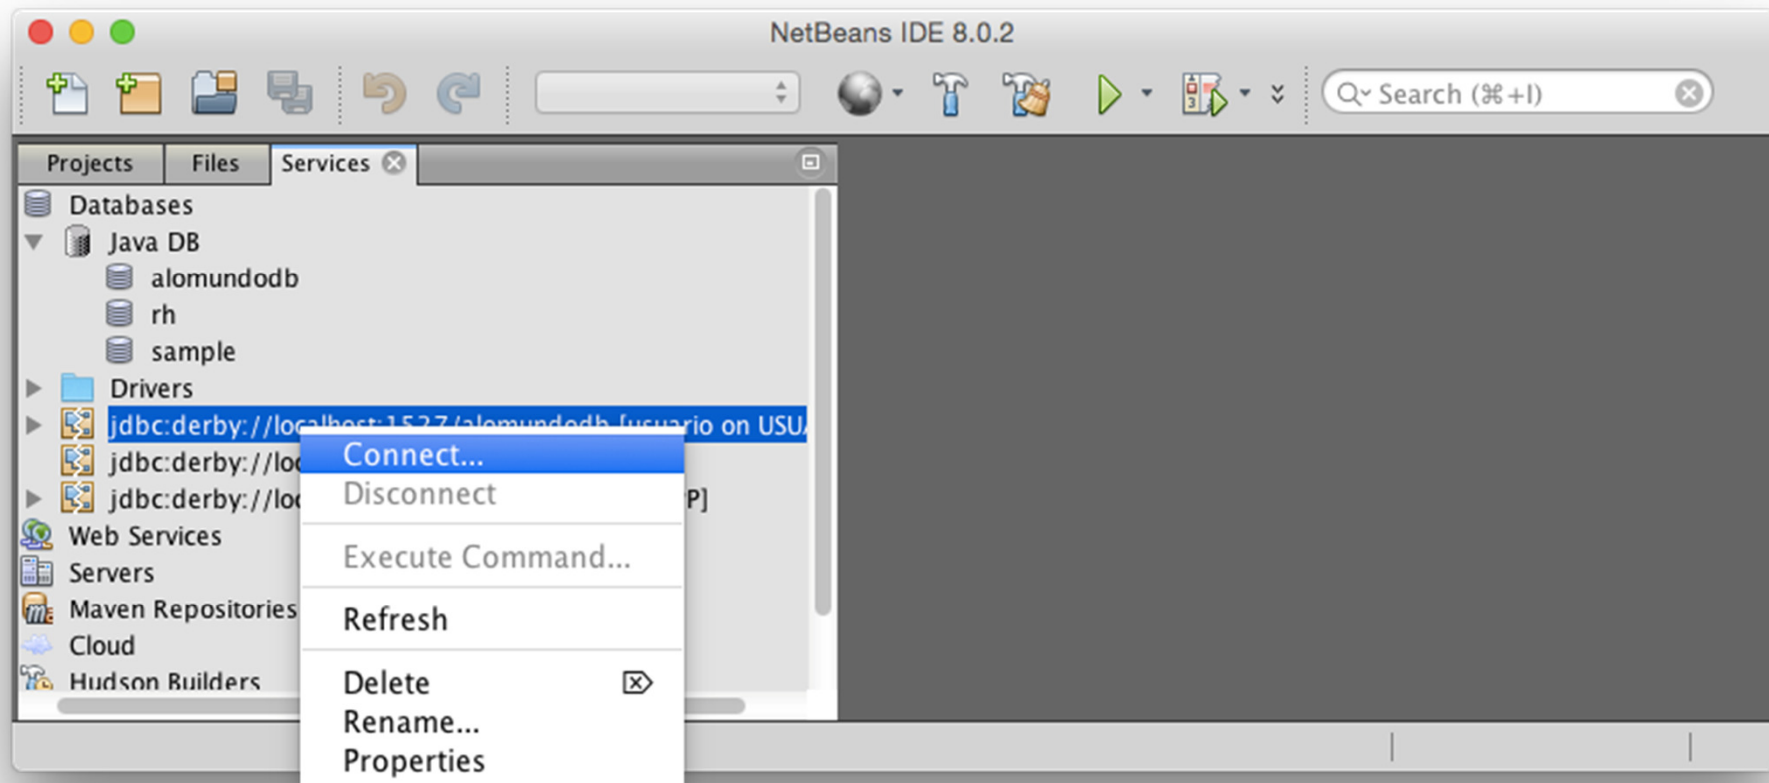 NetBeans IDE 8.0.2
Search (⌘+I)
Projects
Files
Services
Databases
Java DB
alomundodb
rh
sample
Drivers
jdbc:derby://localhost:1527/alomundodb [usuario on USUA
jdbc:derby://loc
jdbc:derby://loc
P]
Web Services
Servers
Maven Repositories
Cloud
Hudson Builders
Connect...
Disconnect
Execute Command...
Refresh
Delete
Rename...
Properties